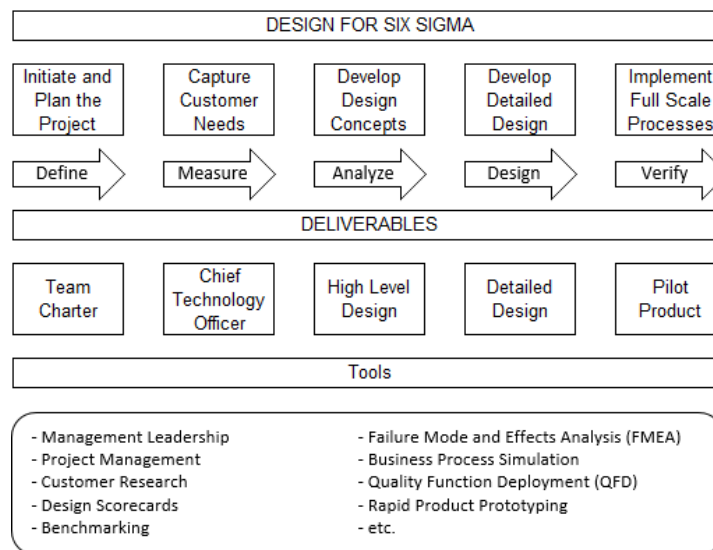 DESIGN FOR SIX SIGMA
Initiate and
Plan the
Project
Capture
Customer
Needs
Develop
Design
Concepts
Develop
Detailed
Design
Implement
Full Scale
Processes
Define
Measure
Analyze
Design
Verify
DELIVERABLES
Team
Charter
Chief
Technology
Officer
High Level
Design
Detailed
Design
Pilot
Product
Tools
- Management Leadership
- Project Management
- Customer Research
- Design Scorecards
- Benchmarking
- Failure Mode and Effects Analysis (FMEA)
- Business Process Simulation
- Quality Function Deployment (QFD)
- Rapid Product Prototyping
- etc.